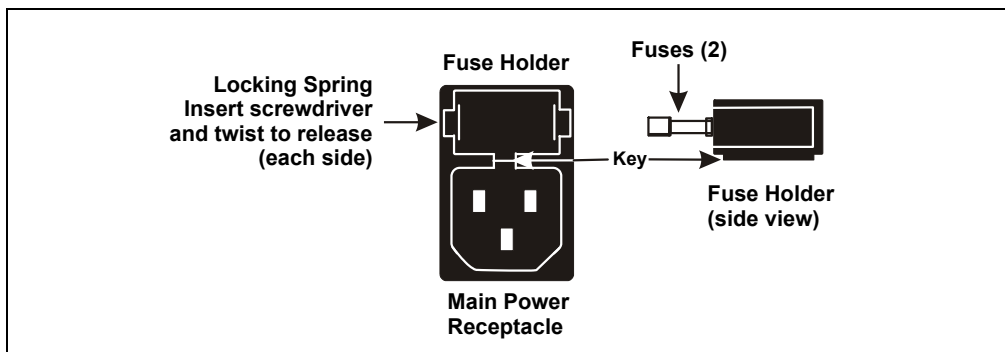 Fuse Holder
Fuses (2)
Locking Spring
Insert screwdriver
and twist to release
(each side)
Key
Fuse Holder
(side view)
Main Power
Receptacle